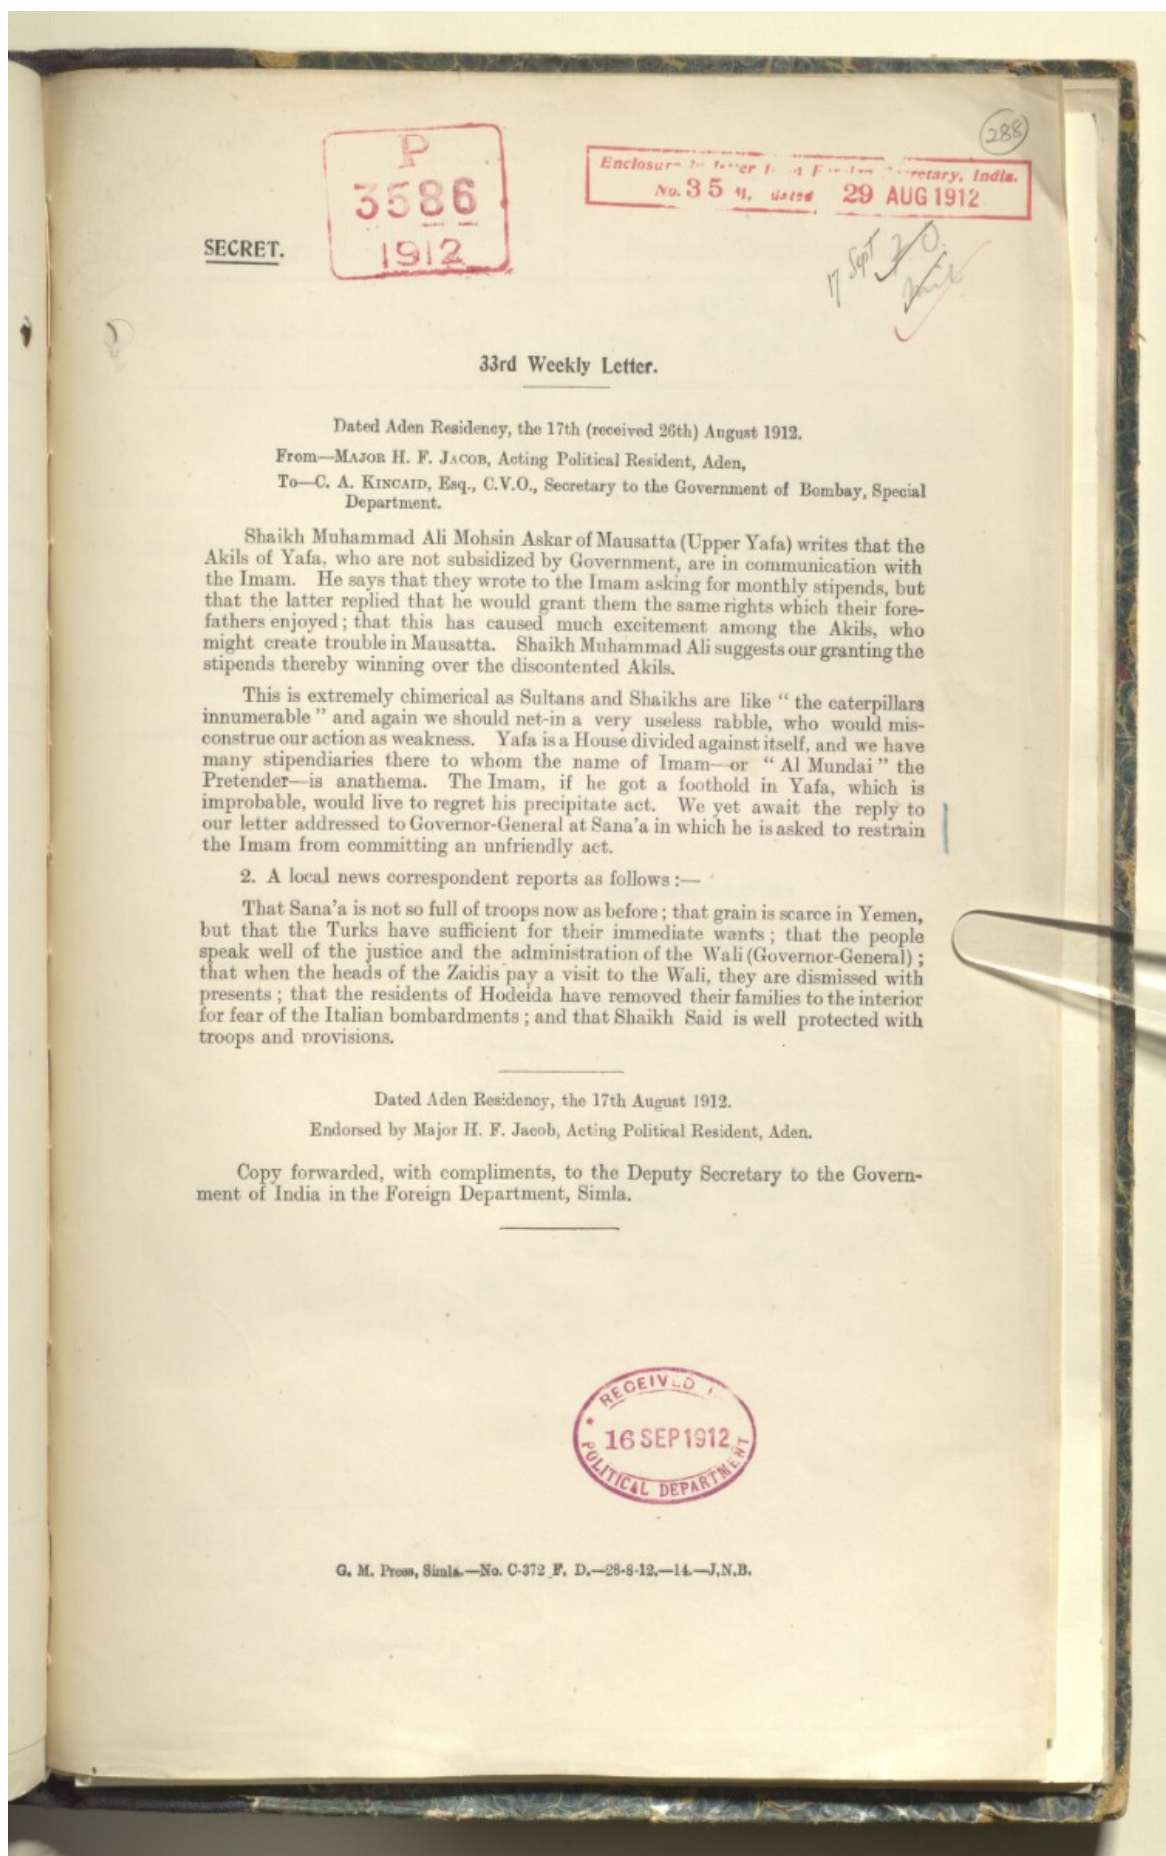 288
P
3586
1912
No. 35 M, dated 29 AUG 1912
retary, India.
SECRET.
17 Sept
33rd Weekly Letter.
Dated Aden Residency, the 17th (received 26th) August 1912.
From—MAJOR H. F. JACOB, Acting Political Resident, Aden,
To—C. A. KINCAID, Esq., C.V.O., Secretary to the Government of Bombay, Special
Department.
Shaikh Muhammad Ali Mohsin Askar of Mausatta (Upper Yafa) writes that the
Akils of Yafa, who are not subsidized by Government, are in communication with
the Imam. He says that they wrote to the Imam asking for monthly stipends, but
that the latter replied that he would grant them the same rights which their fore-
fathers enjoyed; that this has caused much excitement among the Akils, who
might create trouble in Mausatta. Shaikh Muhammad Ali suggests our granting the
stipends thereby winning over the discontented Akils.
This is extremely chimerical as Sultans and Shaikhs are like “ the caterpillars
innumerable ” and again we should net-in a very useless rabble, who would mis-
construe our action as weakness. Yafa is a House divided against itself, and we have
many stipendiaries there to whom the name of Imam—or “ Al Mundai ” the
Pretender—is anathema. The Imam, if he got a foothold in Yafa, which is
improbable, would live to regret his precipitate act. We yet await the reply to
our letter addressed to Governor-General at Sana’a in which he is asked to restrain
the Imam from committing an unfriendly act.
2. A local news correspondent reports as follows :—
That Sana’a is not so full of troops now as before; that grain is scarce in Yemen,
but that the Turks have sufficient for their immediate wants; that the people
speak well of the justice and the administration of the Wali (Governor-General);
that when the heads of the Zaidis pay a visit to the Wali, they are dismissed with
presents; that the residents of Hodeida have removed their families to the interior
for fear of the Italian bombardments; and that Shaikh Said is well protected with
troops and provisions.
Dated Aden Residency, the 17th August 1912.
Endorsed by Major H. F. Jacob, Acting Political Resident, Aden.
Copy forwarded, with compliments, to the Deputy Secretary to the Govern-
ment of India in the Foreign Department, Simla.
RECEIVED
16 SEP 1912
POLITICAL DEPARTMENT
G. M. Press, Simla.—No. C-372 F. D.—28-8-12.—14.—J.N.B.